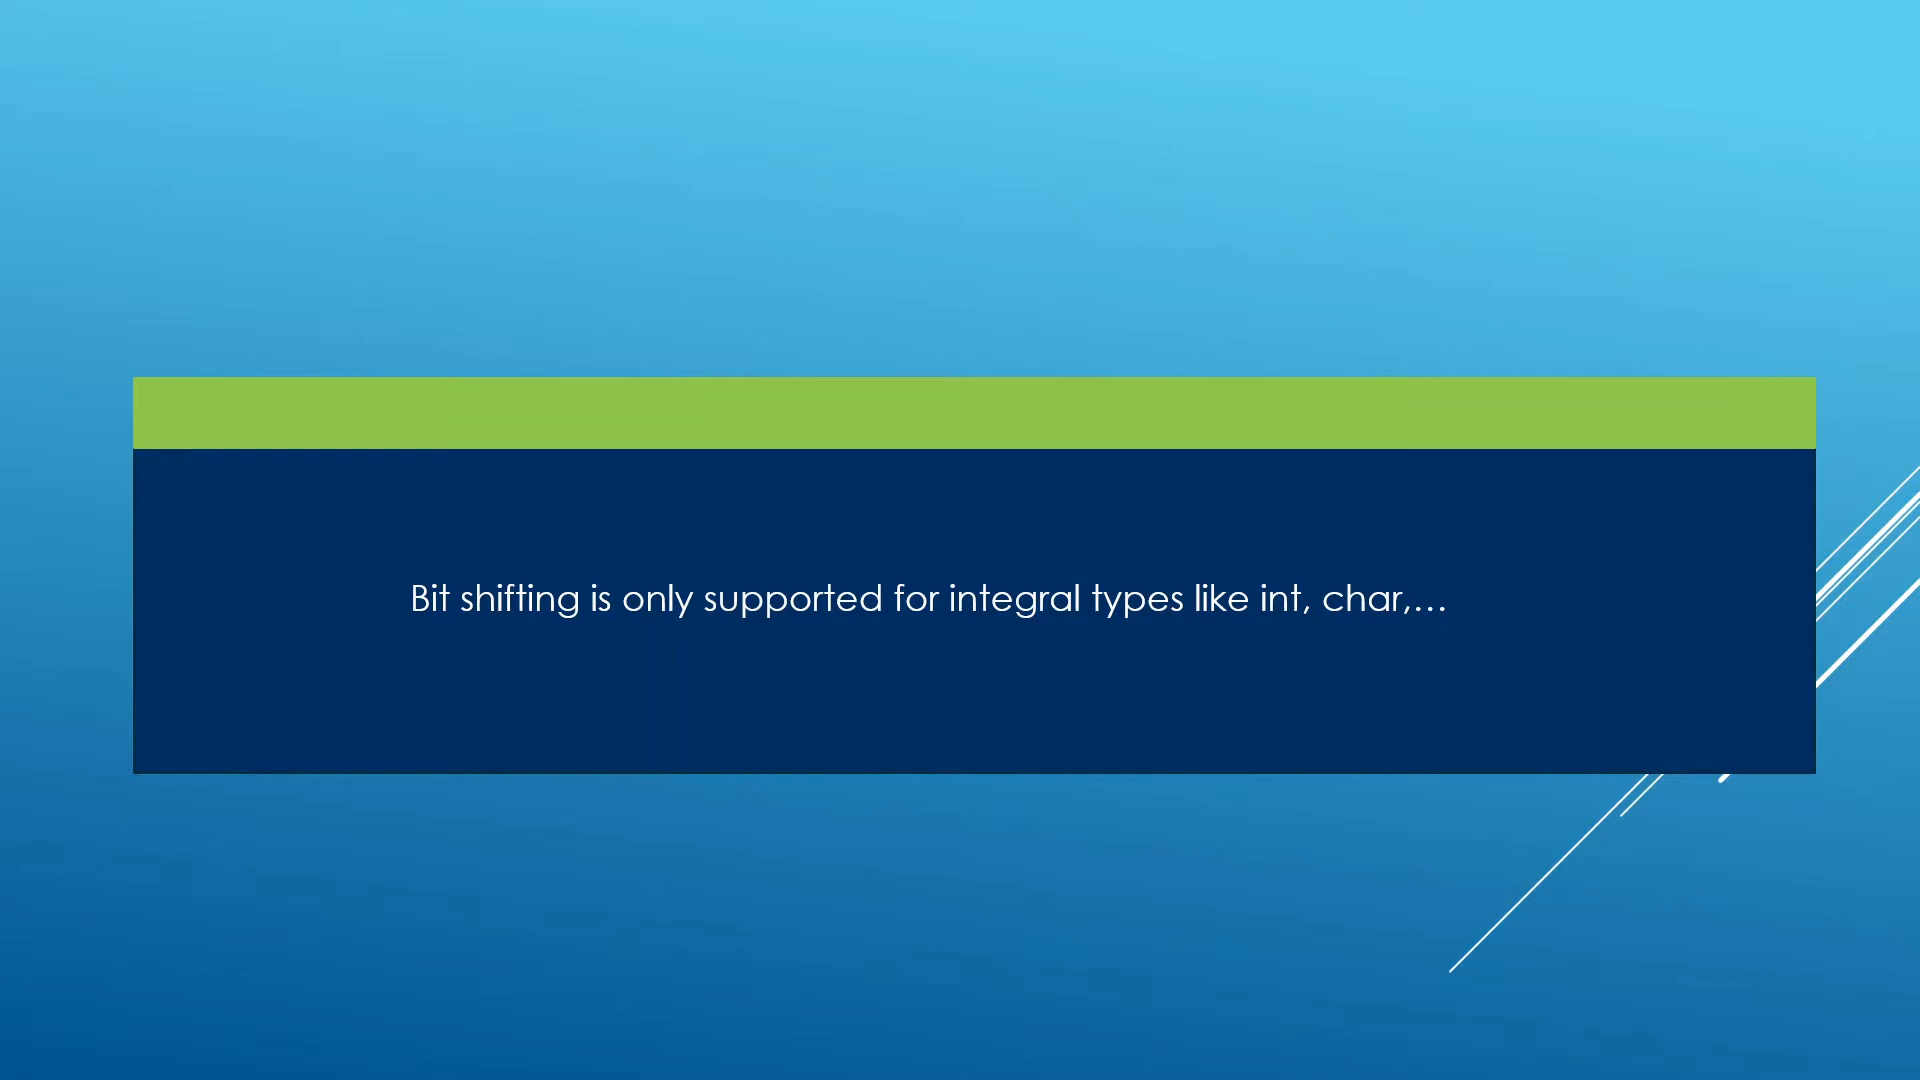 Bit shifting is only supported for integral types like int, char,...